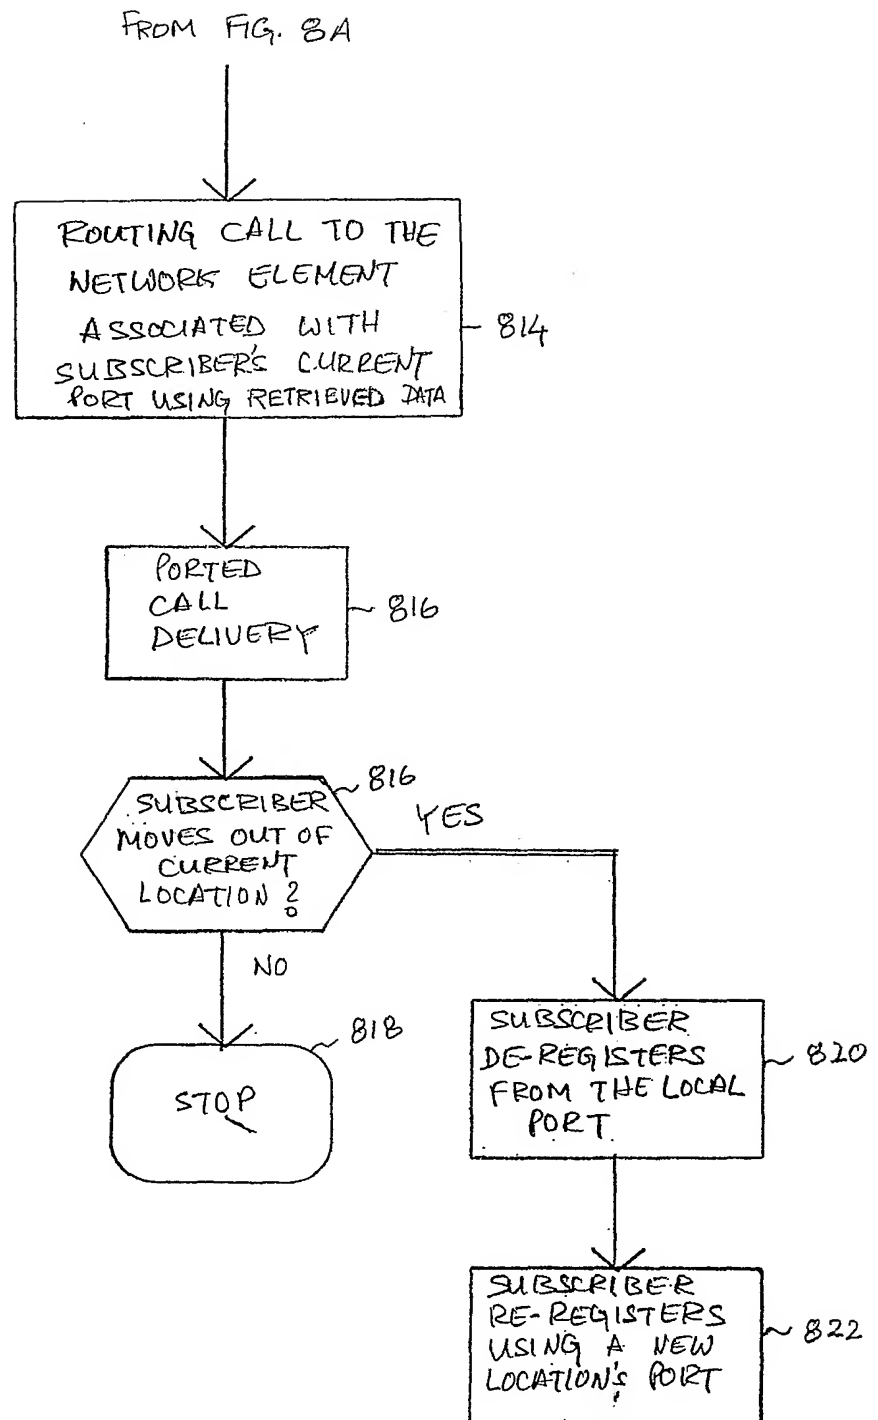 FROM FIG. 8A
ROUTING CALL TO THE
NETWORK ELEMENT
ASSOCIATED WITH
SUBSCRIBER'S CURRENT
PORT USING RETRIEVED DATA
814
PORTED
CALL
DELIVERY
816
816
SUBSCRIBER
MOVES OUT OF
CURRENT
LOCATION?
YES
NO
818
STOP
SUBSCRIBER
DE-REGISTERS
FROM THE LOCAL
PORT
820
SUBSCRIBER
RE-REGISTERS
USING A NEW
LOCATION'S PORT
822